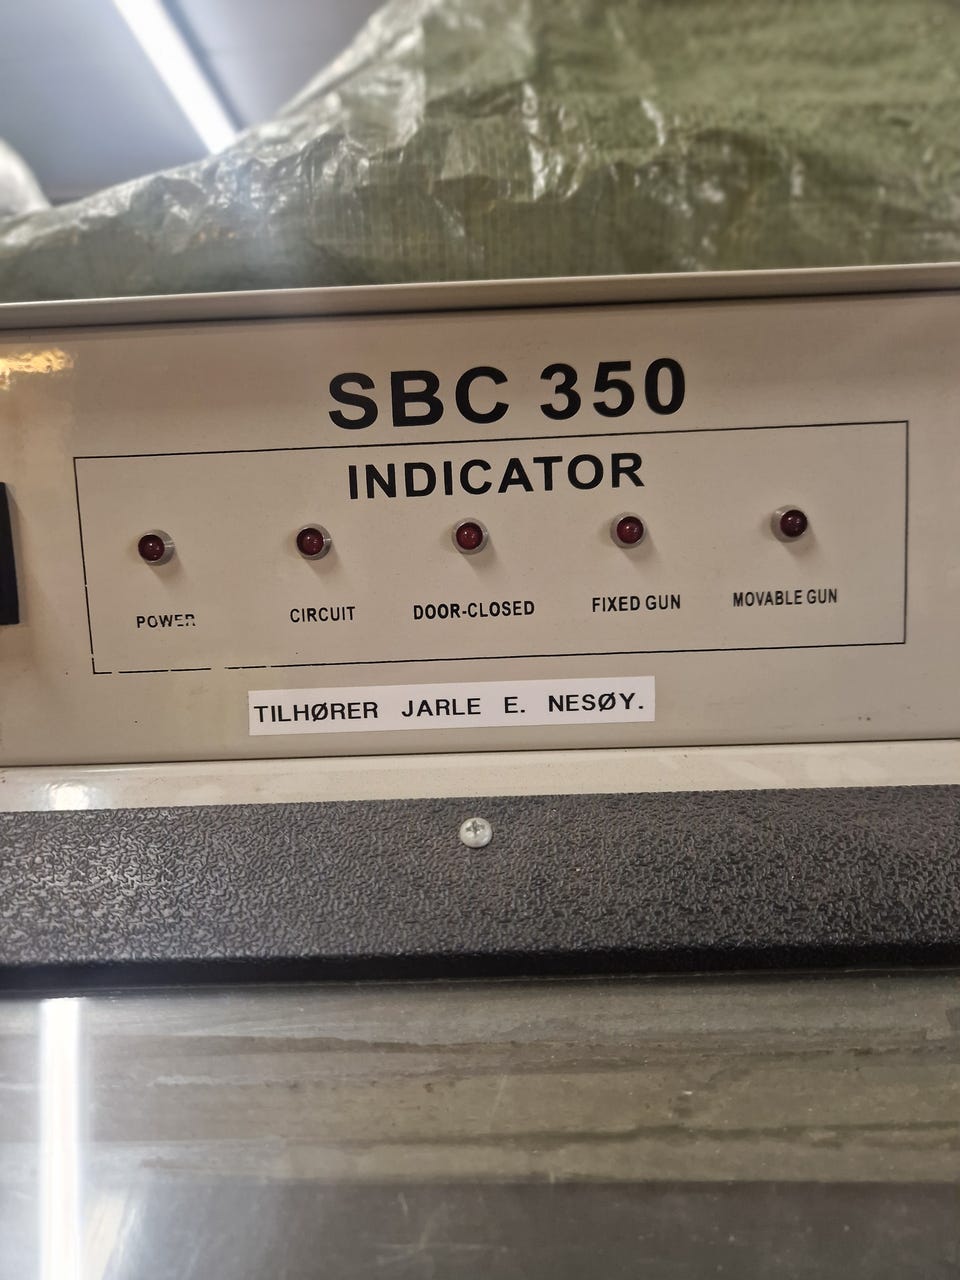 SBC 350
INDICATOR
POWER CIRCUIT DOOR-CLOSED FIXED GUN MOVABLE GUN
TILHØRER JARLE E. NESØY.